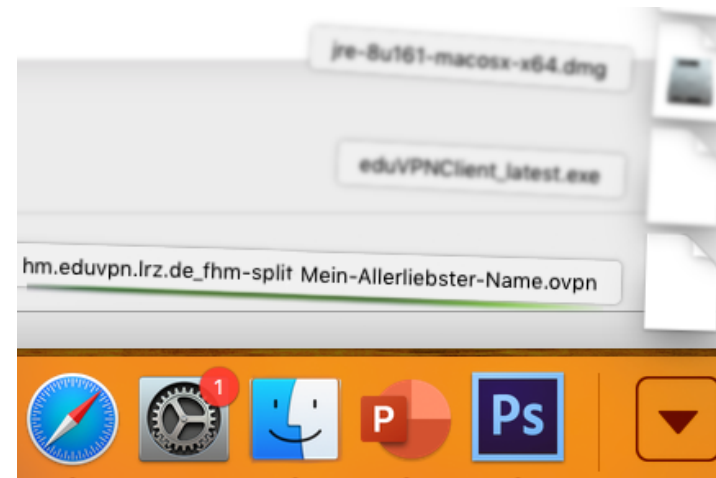 jre-8u161-macosx-x64.dmg
eduVPNClient_latest.exe
hm.eduvpn.lrz.de_fhm-split Mein-Allerliebster-Name.ovpn
1
P
Ps